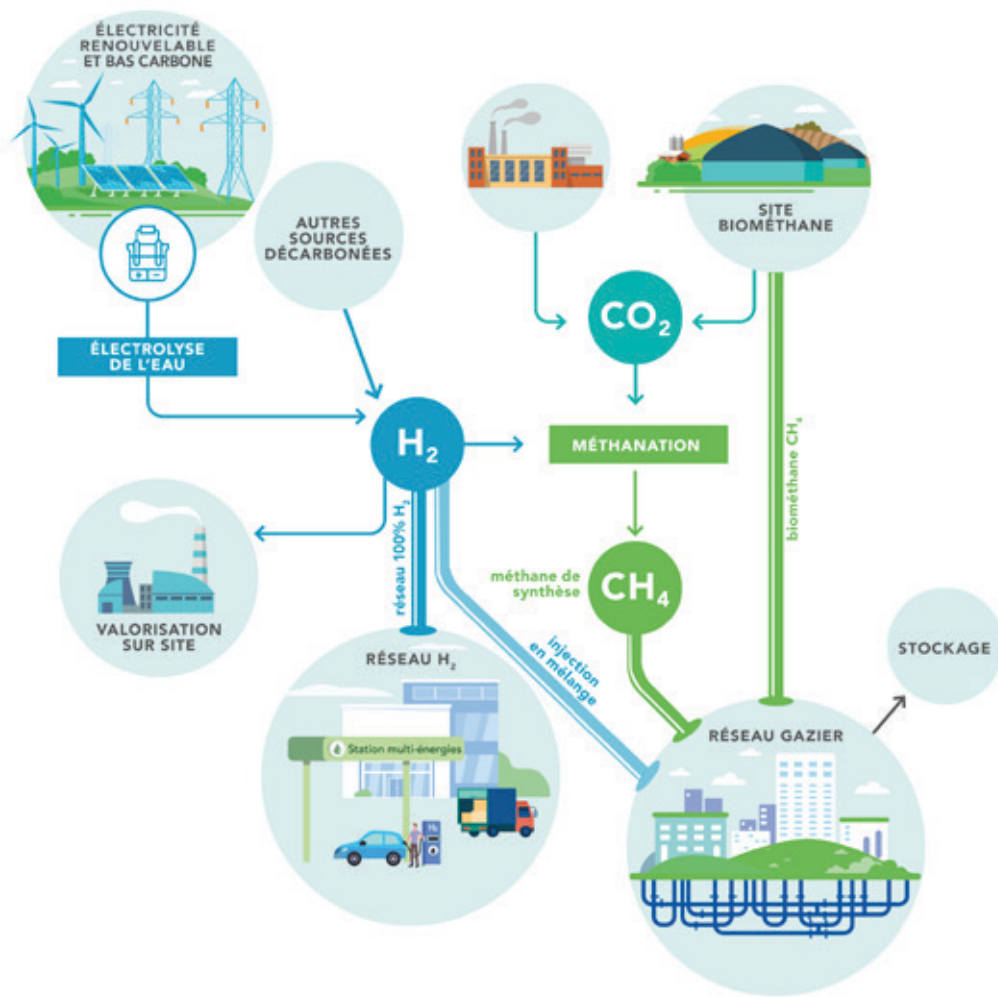 ÉLECTRICITÉ
RENOUVELABLE
ET BAS CARBONE
AUTRES
SOURCES
DÉCARBONÉES
SITE
BIOMÉTHANE
CO₂
ÉLECTROLYSE
DE L'EAU
+ −
H₂
MÉTHANATION
biométhane CH₄
réseau 100% H₂
méthane de
synthèse
CH₄
VALORISATION
SUR SITE
injection
en mélange
STOCKAGE
RÉSEAU H₂
Station multi-énergies
H₂
RÉSEAU GAZIER